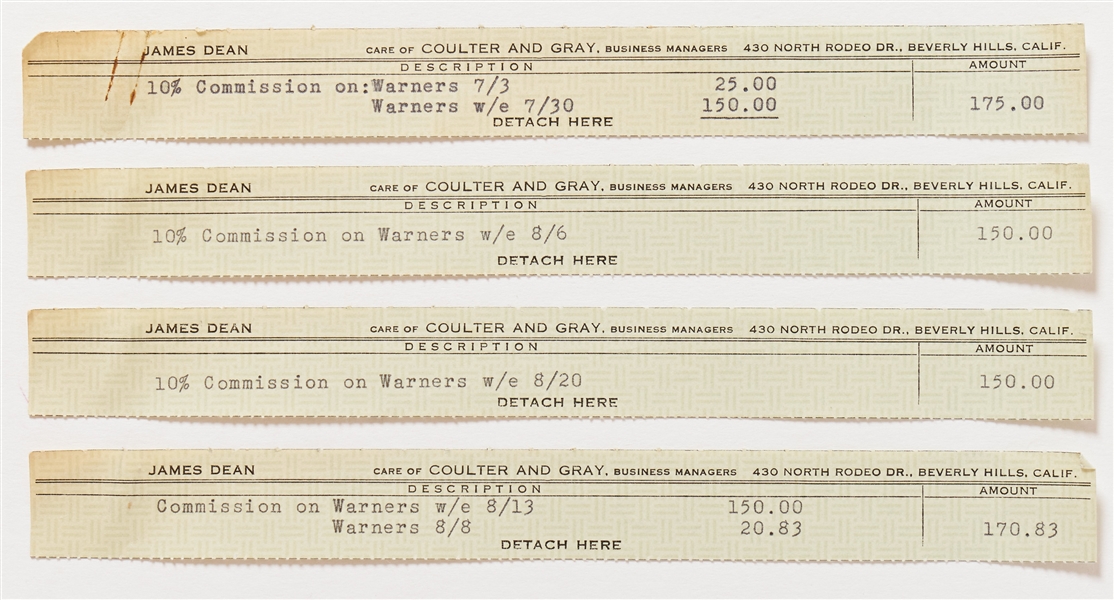 JAMES DEAN CARE OF COULTER AND GRAY, BUSINESS MANAGERS 430 NORTH RODEO DR., BEVERLY HILLS, CALIF.
DESCRIPTION AMOUNT
10% Commission on:Warners 7/3 25.00
Warners w/e 7/30 150.00 175.00
DETACH HERE
JAMES DEAN CARE OF COULTER AND GRAY, BUSINESS MANAGERS 430 NORTH RODEO DR., BEVERLY HILLS, CALIF.
DESCRIPTION AMOUNT
10% Commission on Warners w/e 8/6 150.00
DETACH HERE
JAMES DEAN CARE OF COULTER AND GRAY, BUSINESS MANAGERS 430 NORTH RODEO DR., BEVERLY HILLS, CALIF.
DESCRIPTION AMOUNT
10% Commission on Warners w/e 8/20 150.00
DETACH HERE
JAMES DEAN CARE OF COULTER AND GRAY, BUSINESS MANAGERS 430 NORTH RODEO DR., BEVERLY HILLS, CALIF.
DESCRIPTION AMOUNT
Commission on Warners w/e 8/13 150.00
Warners 8/8 20.83 170.83
DETACH HERE